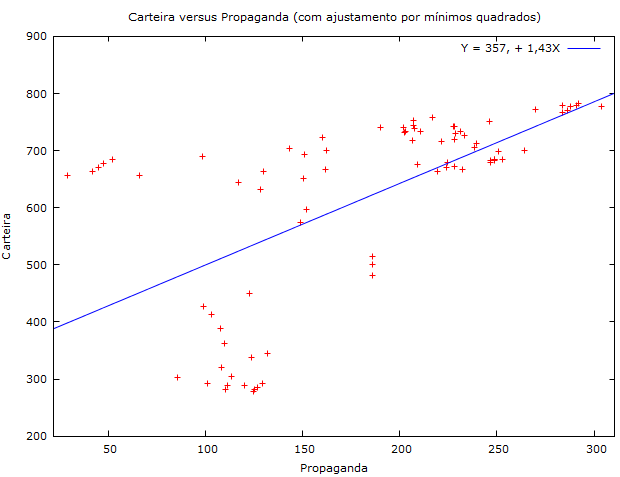 Carteira versus Propaganda (com ajustamento por mínimos quadrados)
900
Y = 357, + 1,43X
800
700
600
Carteira
500
400
300
200
50 100 150 200 250 300
Propaganda